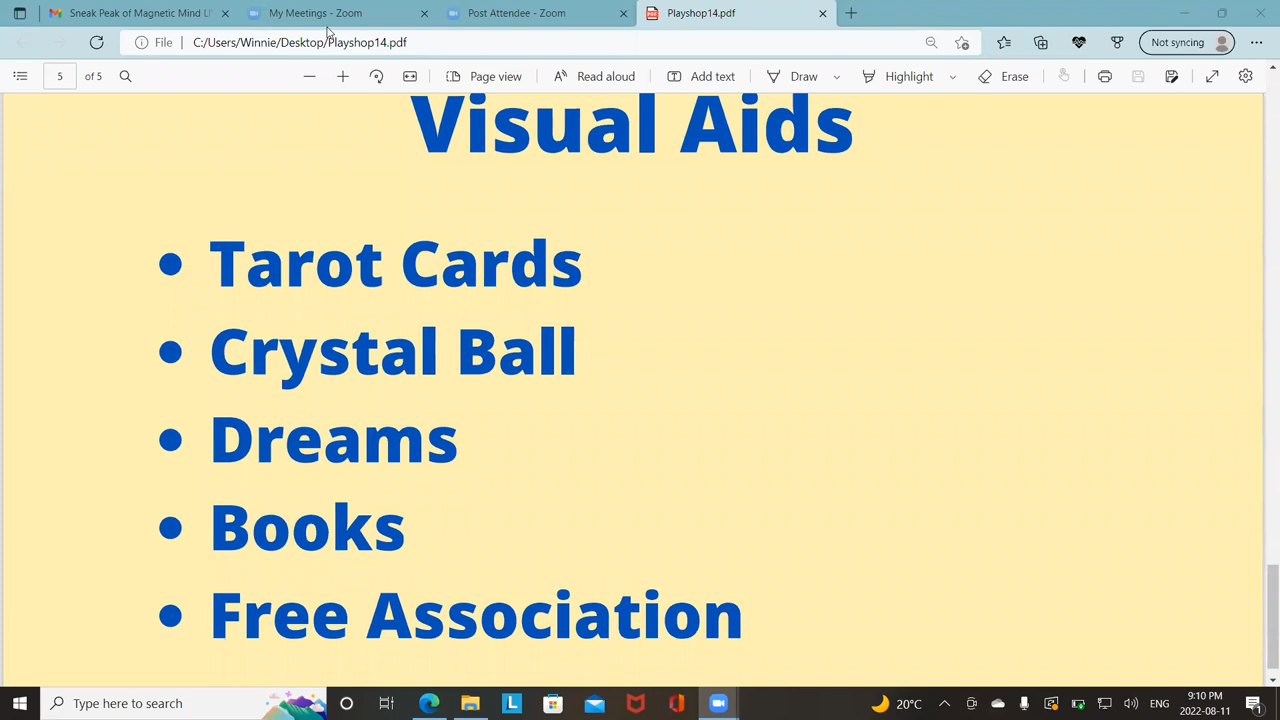 Sneak Peak of Magnetic Mind LI
My Meetings - Zoom
Post Attendee - Zoom
Playshop14.pdf
File
C:/Users/Winnie/Desktop/Playshop14.pdf
Not syncing
5 of 5
Page view
Read aloud
Add text
Draw
Highlight
Erase
Visual Aids
• Tarot Cards
• Crystal Ball
• Dreams
• Books
• Free Association
Type here to search
20°C
ENG
9:10 PM
2022-08-11